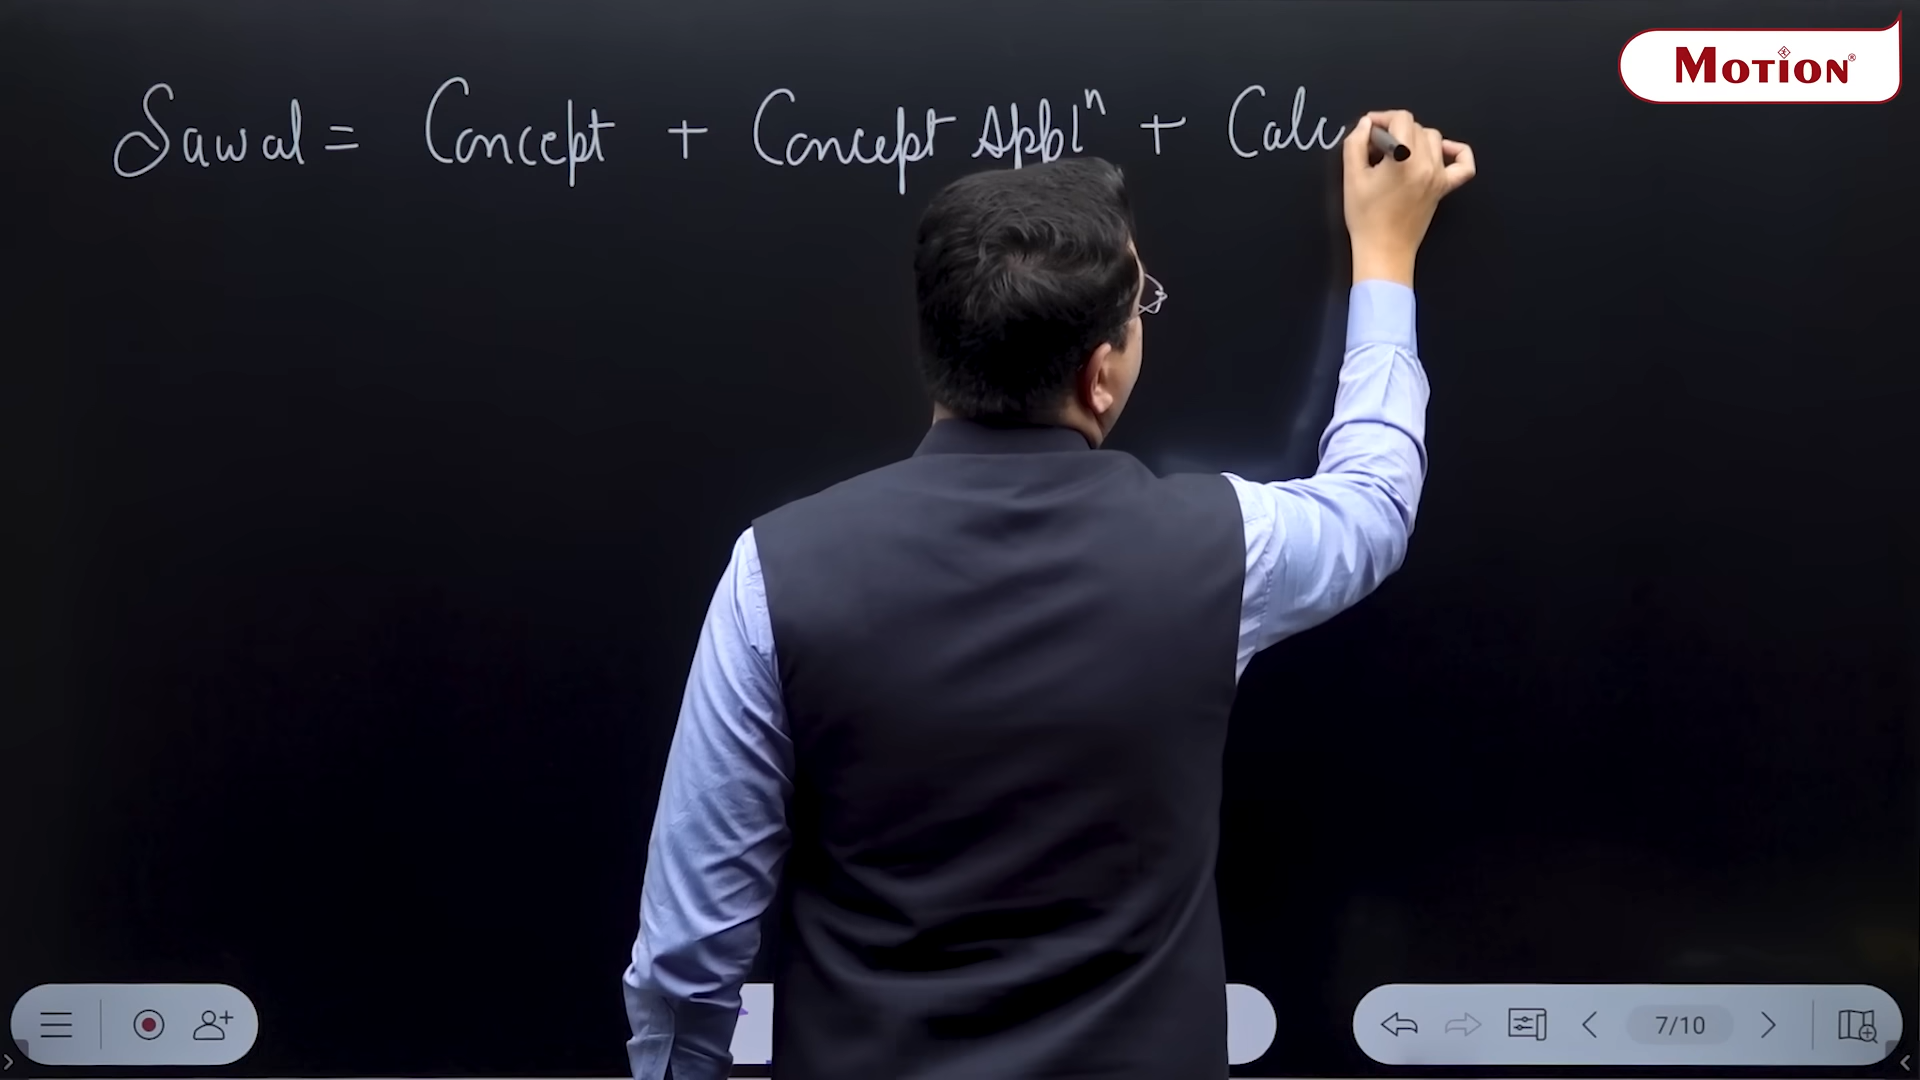 MOTION®
Sawal = Concept + Concept Appl^n + Calc
7/10